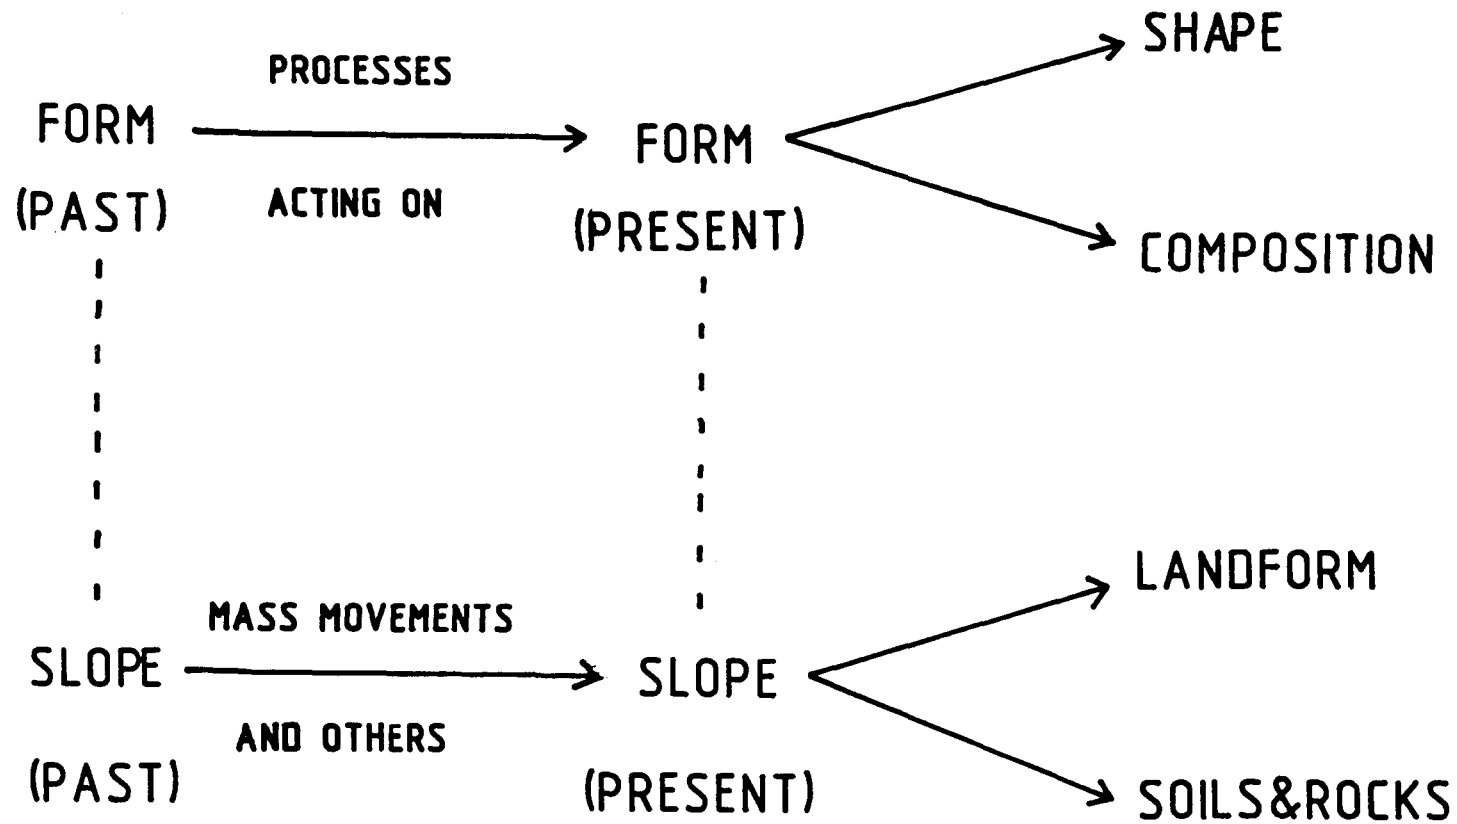 SHAPE
PROCESSES
FORM
FORM
ACTING ON
(PAST)
(PRESENT)
COMPOSITION
LANDFORM
MASS MOVEMENTS
SLOPE
SLOPE
AND OTHERS
(PAST)
(PRESENT)
SOILS&ROCKS